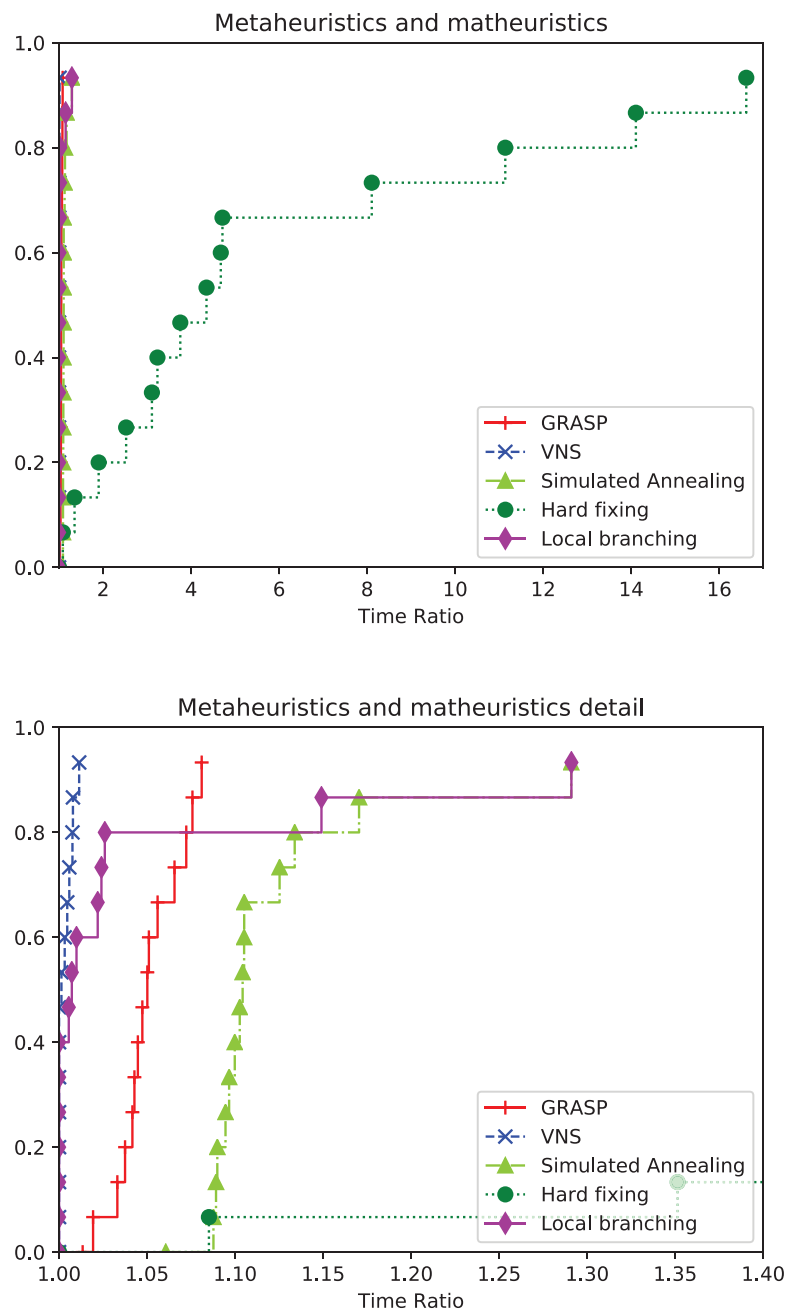 Metaheuristics and matheuristics
1.0
0.8
0.6
0.4
0.2
0.0
GRASP
VNS
Simulated Annealing
Hard fixing
Local branching
2 4 6 8 10 12 14 16
Time Ratio
Metaheuristics and matheuristics detail
1.0
0.8
0.6
0.4
0.2
0.0
GRASP
VNS
Simulated Annealing
Hard fixing
Local branching
1.00 1.05 1.10 1.15 1.20 1.25 1.30 1.35 1.40
Time Ratio